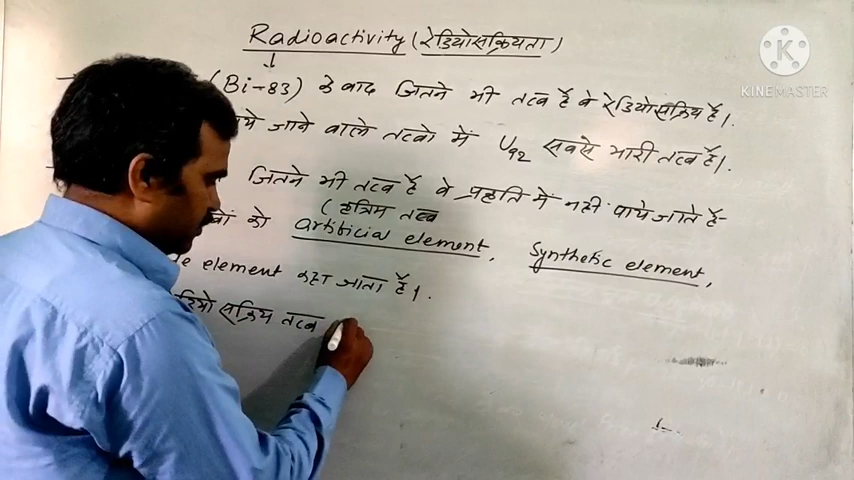 Radioactivity (रेडियोसक्रियता)
(Bi-83) के बाद जितने भी तत्व हैं वे रेडियोसक्रिय हैं।
पाये जाने वाले तत्वों में U92 सबसे भारी तत्व है।
जितने भी तत्व हैं वे प्रकृति में नहीं पाये जाते हैं-
(कृत्रिम तत्व
को artificial element, Synthetic element,
element कहा जाता है।
सक्रिय तत्व
KINEMASTER